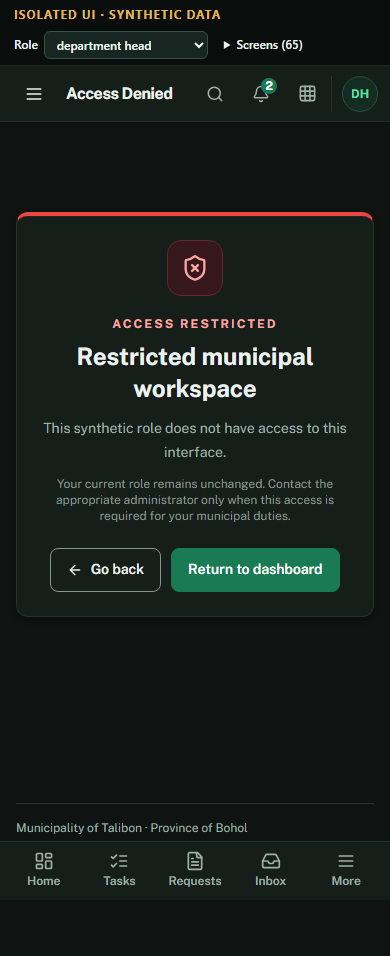 ISOLATED UI · SYNTHETIC DATA
Role department head Screens (65)
Access Denied 2 DH
ACCESS RESTRICTED
Restricted municipal
workspace
This synthetic role does not have access to this
interface.
Your current role remains unchanged. Contact the
appropriate administrator only when this access is
required for your municipal duties.
Go back Return to dashboard
Municipality of Talibon · Province of Bohol
Home Tasks Requests Inbox More